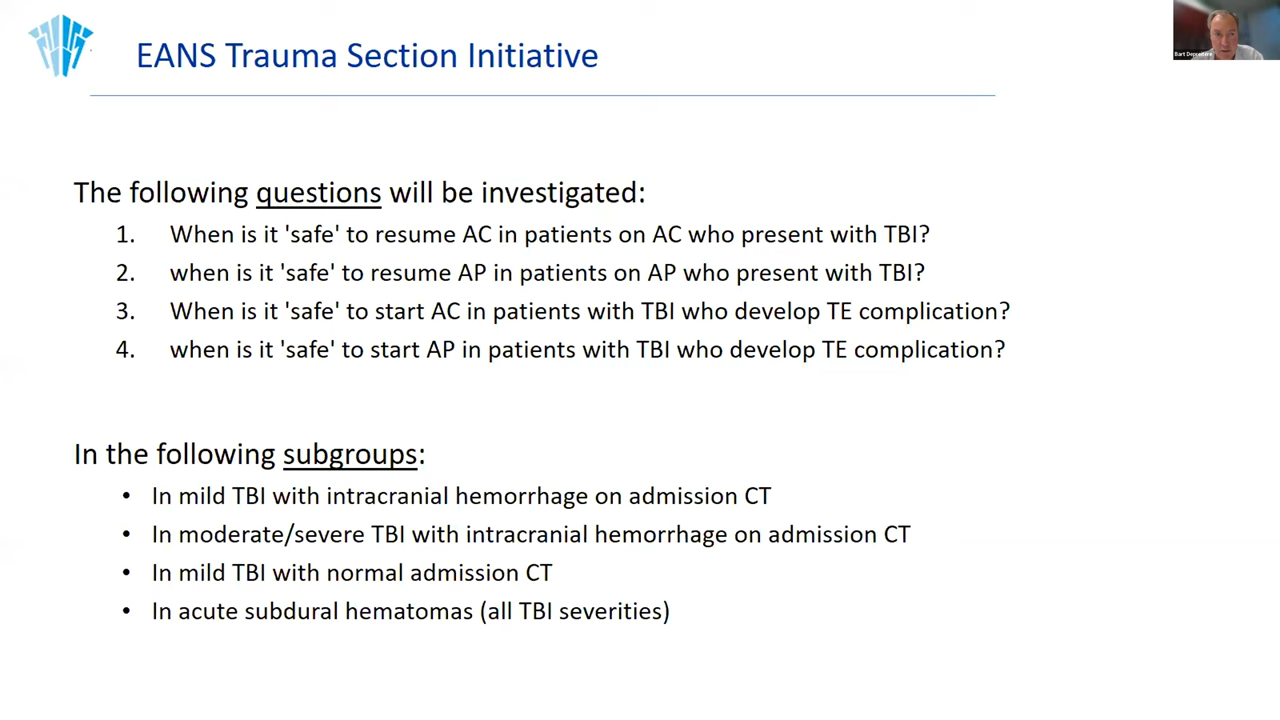 EANS Trauma Section Initiative
Bart Depreitere
The following questions will be investigated:
1. When is it 'safe' to resume AC in patients on AC who present with TBI?
2. when is it 'safe' to resume AP in patients on AP who present with TBI?
3. When is it 'safe' to start AC in patients with TBI who develop TE complication?
4. when is it 'safe' to start AP in patients with TBI who develop TE complication?
In the following subgroups:
• In mild TBI with intracranial hemorrhage on admission CT
• In moderate/severe TBI with intracranial hemorrhage on admission CT
• In mild TBI with normal admission CT
• In acute subdural hematomas (all TBI severities)